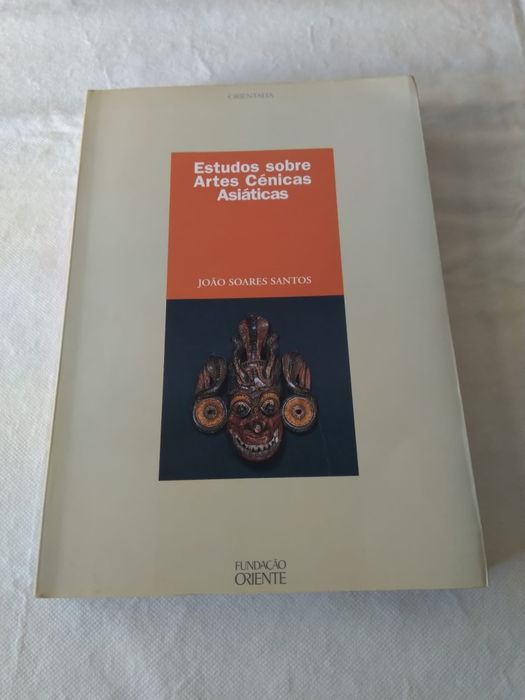 ORIENTALIA
Estudos sobre
Artes Cénicas
Asiáticas
JOÃO SOARES SANTOS
FUNDAÇÃO
ORIENTE